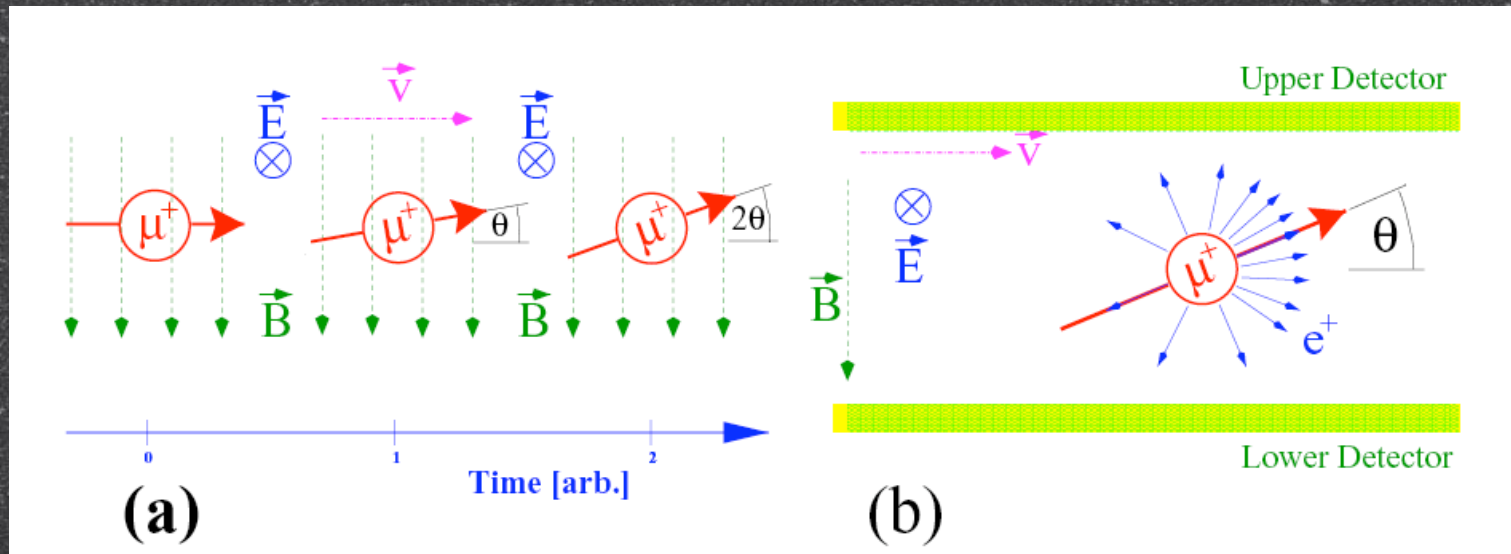 v⃗
E⃗
E⃗
μ⁺
μ⁺
θ
μ⁺
2θ
B⃗
B⃗
0
1
2
Time [arb.]
(a)
Upper Detector
v⃗
E⃗
B⃗
μ⁺
θ
e⁺
Lower Detector
(b)